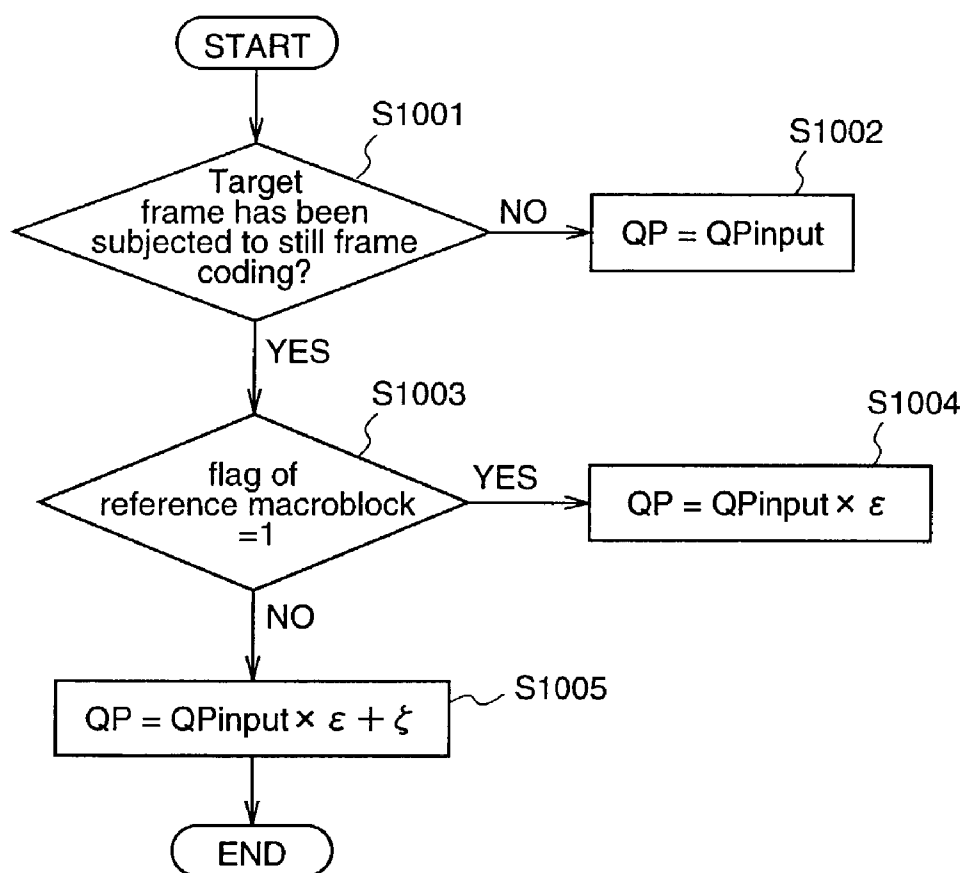 START
S1001
Target
frame has been
subjected to still frame
coding?
NO
S1002
QP = QPinput
YES
S1003
flag of
reference macroblock
=1
YES
S1004
QP = QPinput × ε
NO
S1005
QP = QPinput × ε + ζ
END